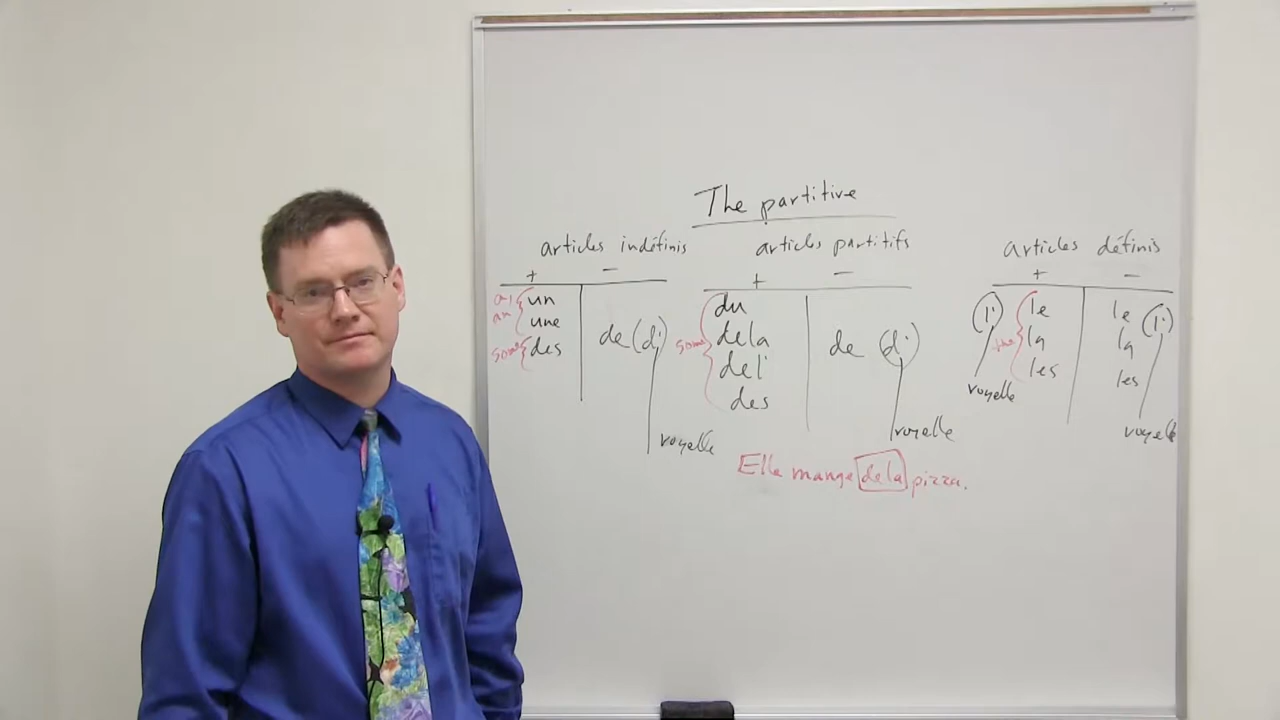 The partitive
articles indéfinis
+ −
a, an
un
une
some
des
de (d')
voyelle
articles partitifs
+ −
some
du
de la
de l'
des
de (d')
voyelle
articles définis
+ −
(l')
voyelle
the
le
la
les
le
la
les
(l')
voyelle
Elle mange de la pizza.